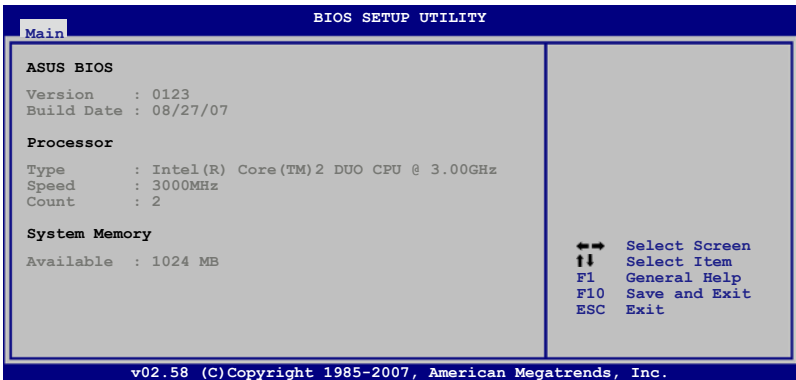 BIOS SETUP UTILITY
Main
ASUS BIOS
Version : 0123
Build Date : 08/27/07
Processor
Type : Intel(R) Core(TM)2 DUO CPU @ 3.00GHz
Speed : 3000MHz
Count : 2
System Memory
Available : 1024 MB
←→ Select Screen
↑↓ Select Item
F1 General Help
F10 Save and Exit
ESC Exit
v02.58 (C)Copyright 1985-2007, American Megatrends, Inc.